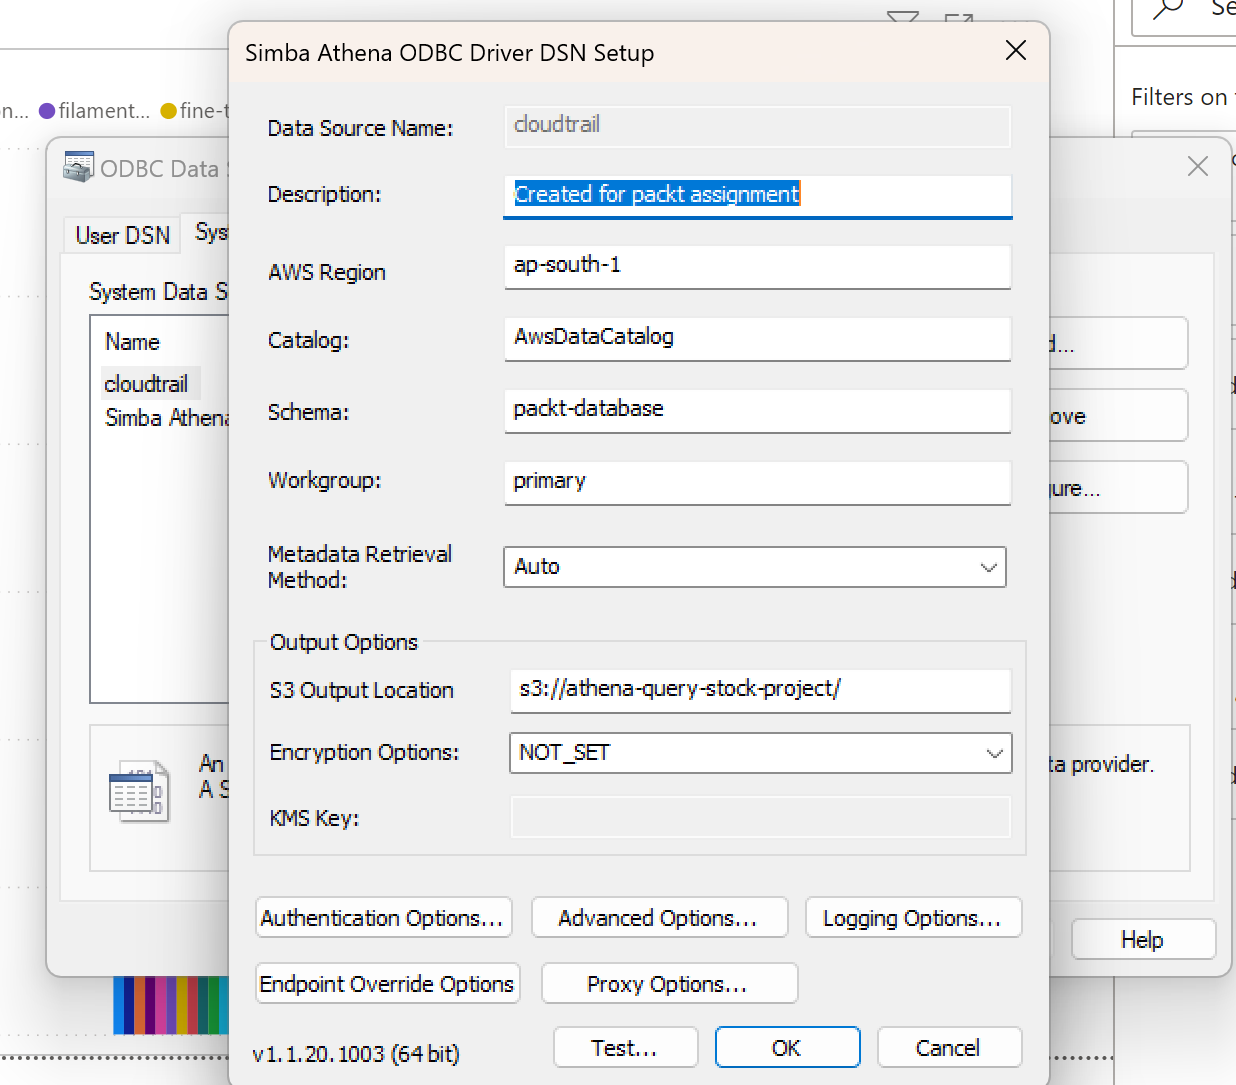 Simba Athena ODBC Driver DSN Setup
Filters on
filament...
fine-t
ODBC Data
User DSN
Sys
System Data S
Name
cloudtrail
Simba Athena
Data Source Name: cloudtrail
Description: Created for packt assignment
AWS Region ap-south-1
Catalog: AwsDataCatalog
Schema: packt-database
Workgroup: primary
Metadata Retrieval
Method:
Auto
Output Options
S3 Output Location s3://athena-query-stock-project/
Encryption Options: NOT_SET
KMS Key:
Authentication Options... Advanced Options... Logging Options...
Endpoint Override Options Proxy Options...
v1.1.20.1003 (64 bit) Test... OK Cancel
An
A S
d...
ove
ure...
ta provider.
Help